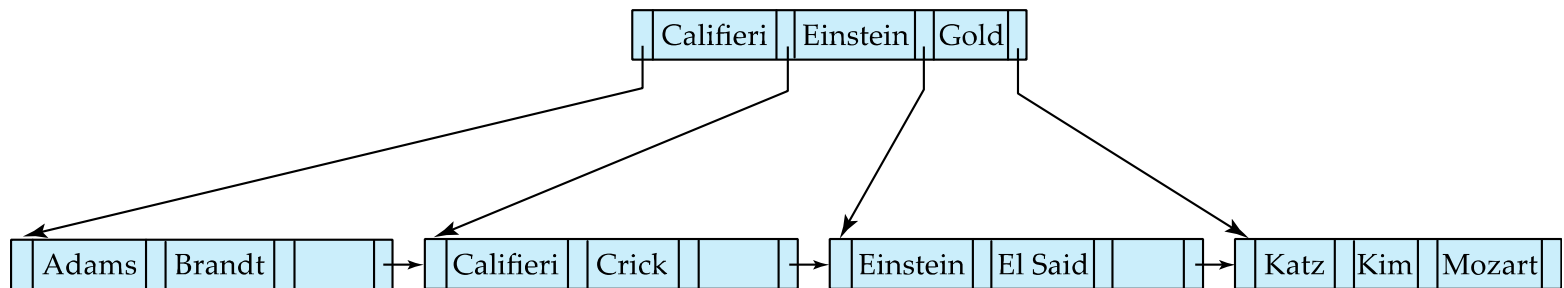 Califieri Einstein Gold
Adams Brandt Califieri Crick Einstein El Said Katz Kim Mozart